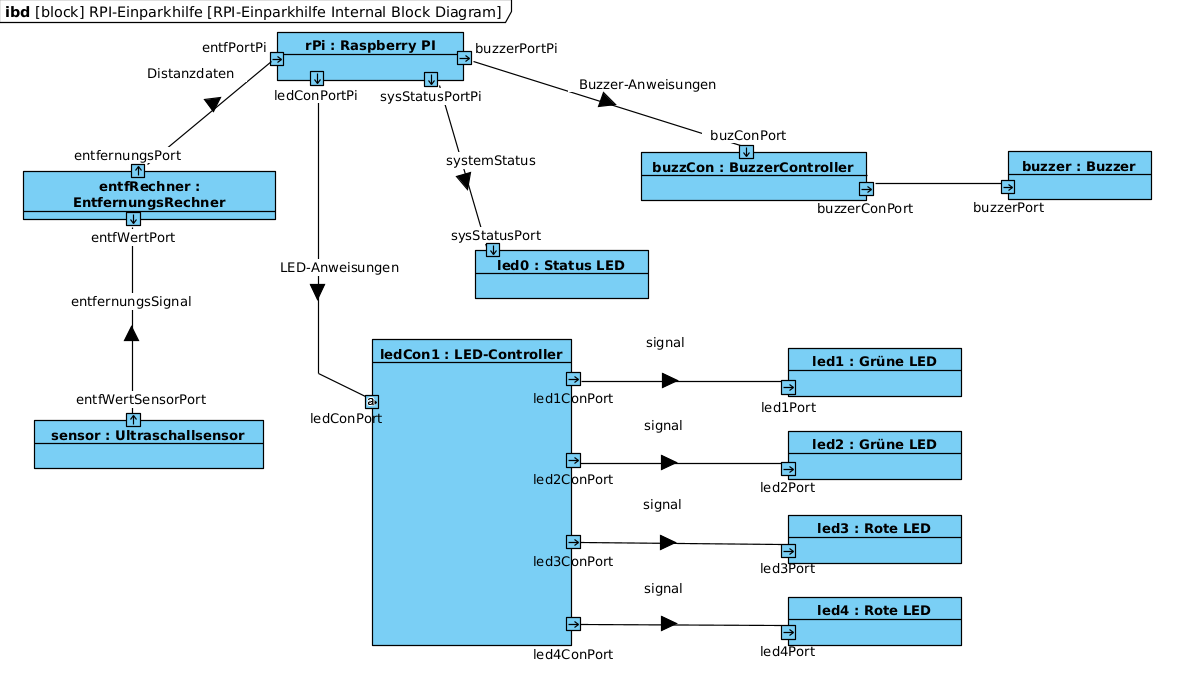 ibd [block] RPI-Einparkhilfe [RPI-Einparkhilfe Internal Block Diagram]
entfPortPi
rPi : Raspberry PI
buzzerPortPi
Distanzdaten
ledConPortPi
sysStatusPortPi
Buzzer-Anweisungen
entfernungsPort
entfRechner :
EntfernungsRechner
entfWertPort
systemStatus
buzConPort
buzzCon : BuzzerController
buzzerConPort
buzzer : Buzzer
buzzerPort
sysStatusPort
led0 : Status LED
LED-Anweisungen
entfernungsSignal
entfWertSensorPort
sensor : Ultraschallsensor
ledCon1 : LED-Controller
a
ledConPort
signal
led1ConPort
led1 : Grüne LED
led1Port
signal
led2ConPort
led2 : Grüne LED
led2Port
signal
led3ConPort
led3 : Rote LED
led3Port
signal
led4ConPort
led4 : Rote LED
led4Port